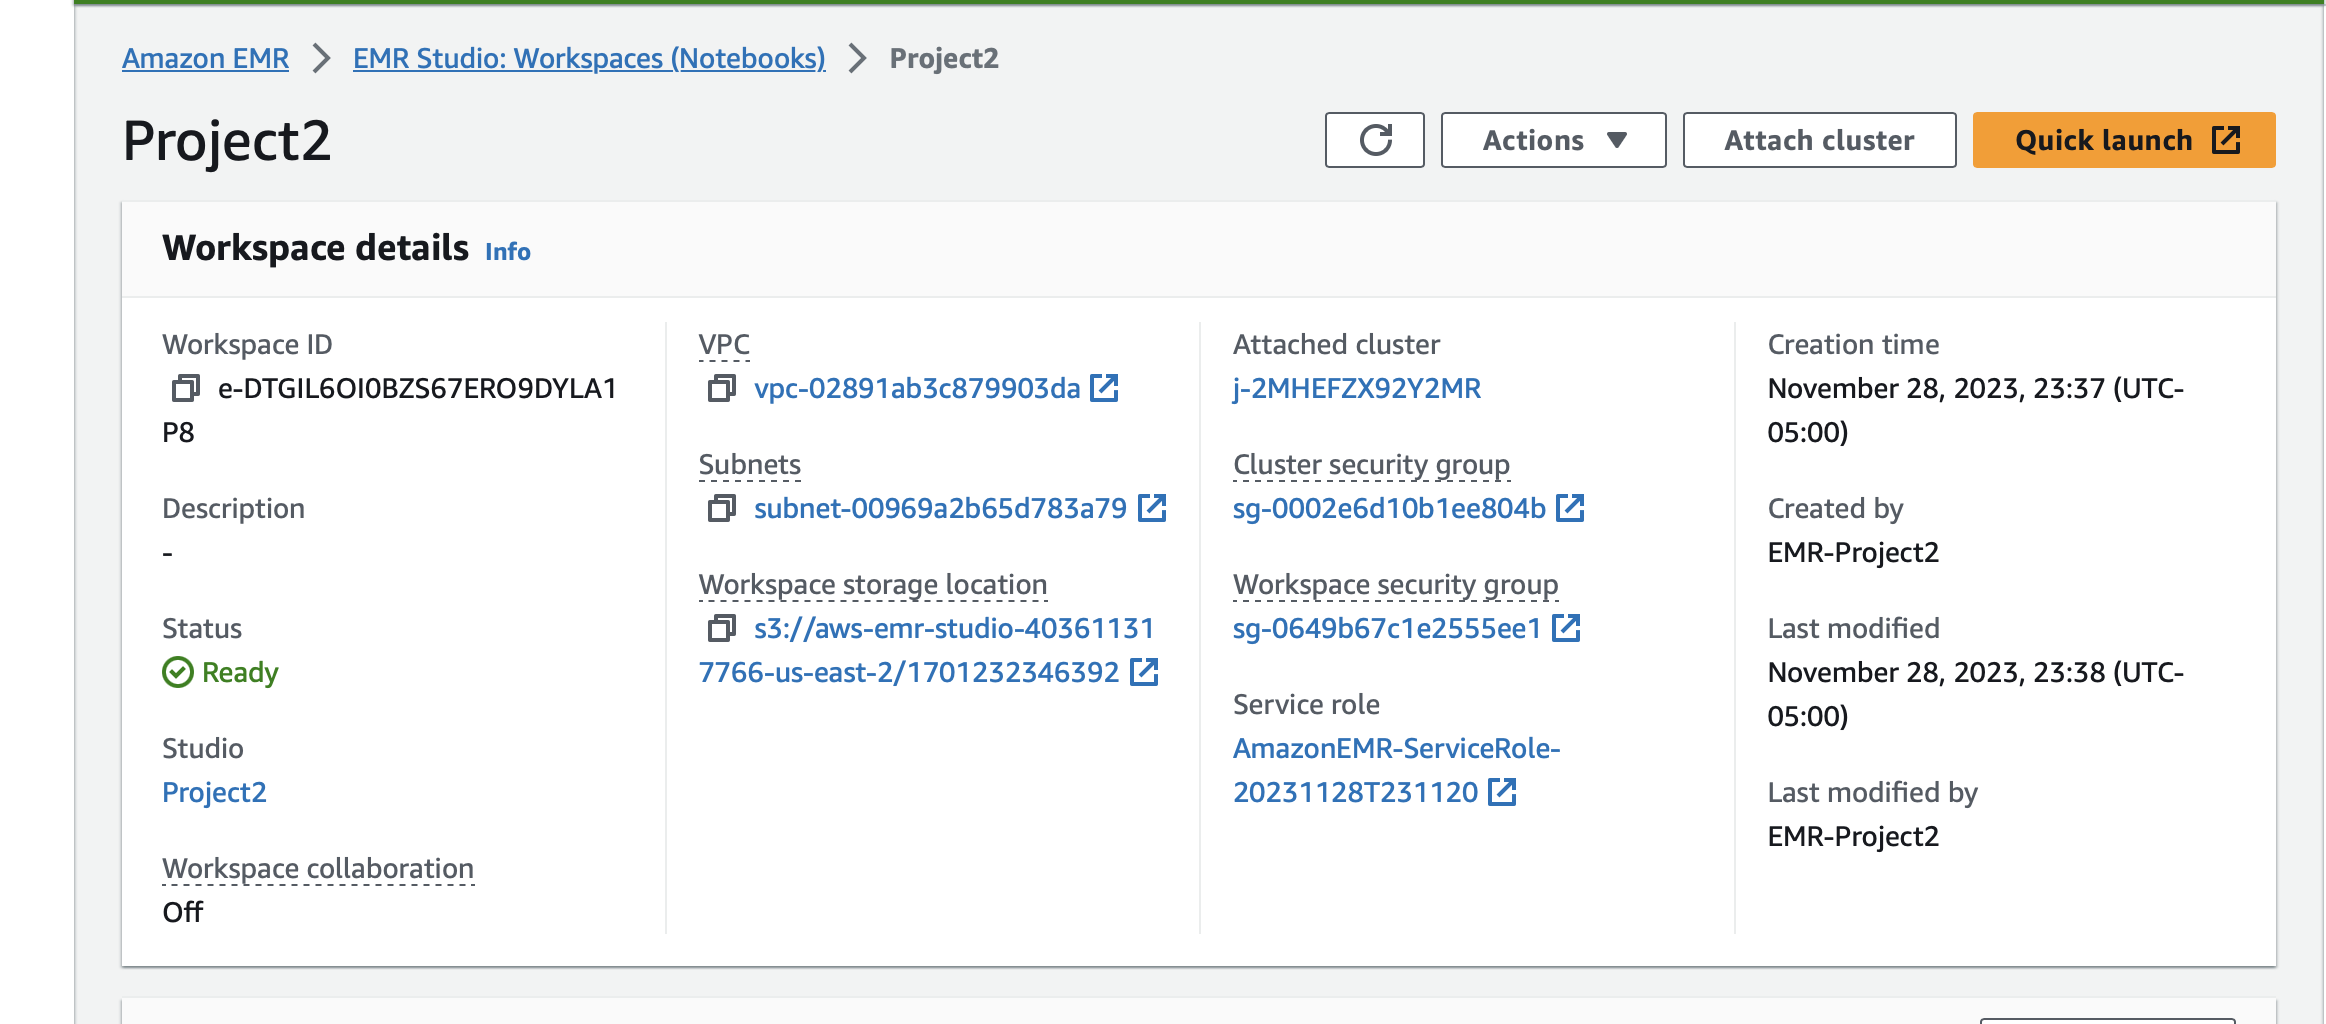 Amazon EMR > EMR Studio: Workspaces (Notebooks) > Project2
Project2
Actions
Attach cluster
Quick launch
Workspace details Info
Workspace ID
e-DTGIL6OI0BZS67ERO9DYLA1
P8
Description
-
Status
Ready
Studio
Project2
Workspace collaboration
Off
VPC
vpc-02891ab3c879903da
Subnets
subnet-00969a2b65d783a79
Workspace storage location
s3://aws-emr-studio-40361131
7766-us-east-2/1701232346392
Attached cluster
j-2MHEFZX92Y2MR
Cluster security group
sg-0002e6d10b1ee804b
Workspace security group
sg-0649b67c1e2555ee1
Service role
AmazonEMR-ServiceRole-
20231128T231120
Creation time
November 28, 2023, 23:37 (UTC-
05:00)
Created by
EMR-Project2
Last modified
November 28, 2023, 23:38 (UTC-
05:00)
Last modified by
EMR-Project2